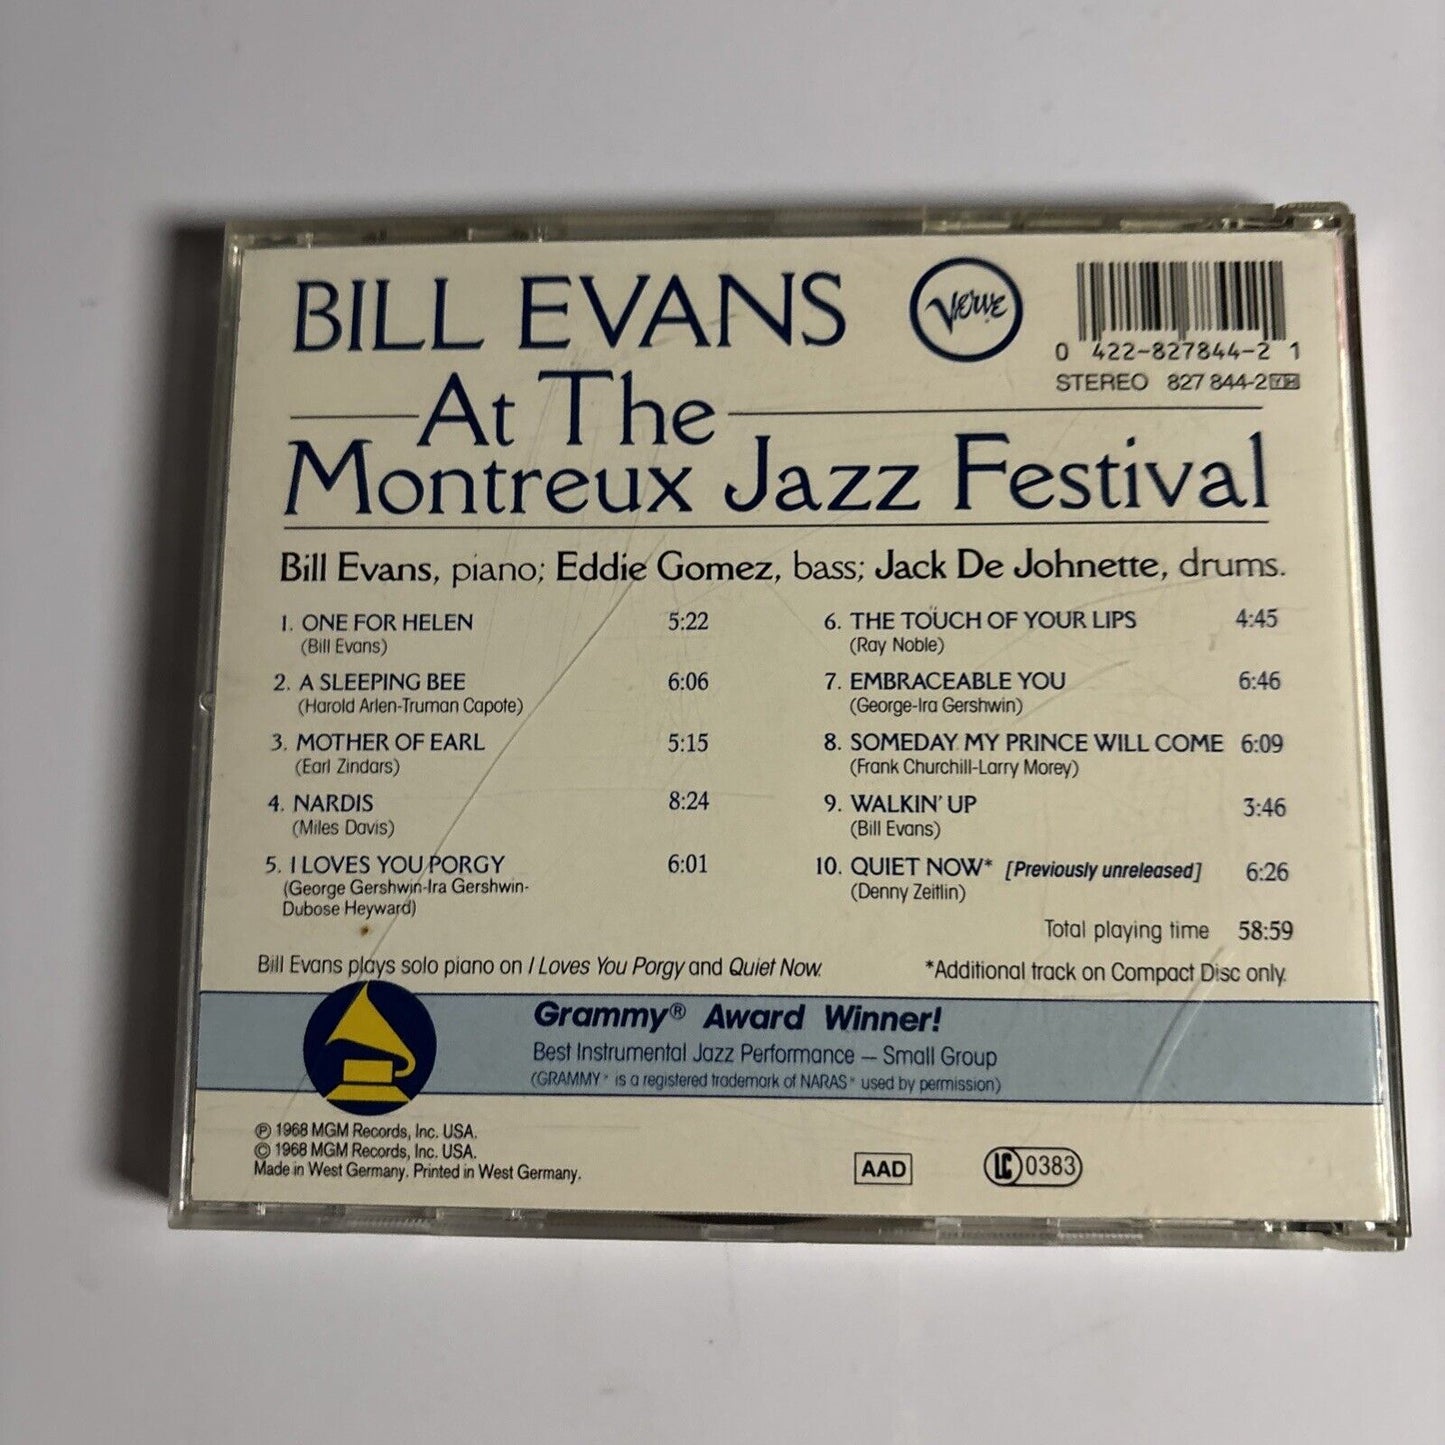 BILL EVANS
Verve
0 422-827844-2 1
STEREO 827 844-2 YH
At The
Montreux Jazz Festival
Bill Evans, piano; Eddie Gomez, bass; Jack De Johnette, drums.
1. ONE FOR HELEN 5:22
(Bill Evans)
2. A SLEEPING BEE 6:06
(Harold Arlen-Truman Capote)
3. MOTHER OF EARL 5:15
(Earl Zindars)
4. NARDIS 8:24
(Miles Davis)
5. I LOVES YOU PORGY 6:01
(George Gershwin-Ira Gershwin-
Dubose Heyward)
6. THE TOUCH OF YOUR LIPS 4:45
(Ray Noble)
7. EMBRACEABLE YOU 6:46
(George-Ira Gershwin)
8. SOMEDAY MY PRINCE WILL COME 6:09
(Frank Churchill-Larry Morey)
9. WALKIN' UP 3:46
(Bill Evans)
10. QUIET NOW* [Previously unreleased] 6:26
(Denny Zeitlin)
Total playing time 58:59
Bill Evans plays solo piano on I Loves You Porgy and Quiet Now.
*Additional track on Compact Disc only.
Grammy® Award Winner!
Best Instrumental Jazz Performance – Small Group
(GRAMMY® is a registered trademark of NARAS® used by permission)
℗ 1968 MGM Records, Inc. USA.
© 1968 MGM Records, Inc. USA.
Made in West Germany. Printed in West Germany.
AAD
LC 0383